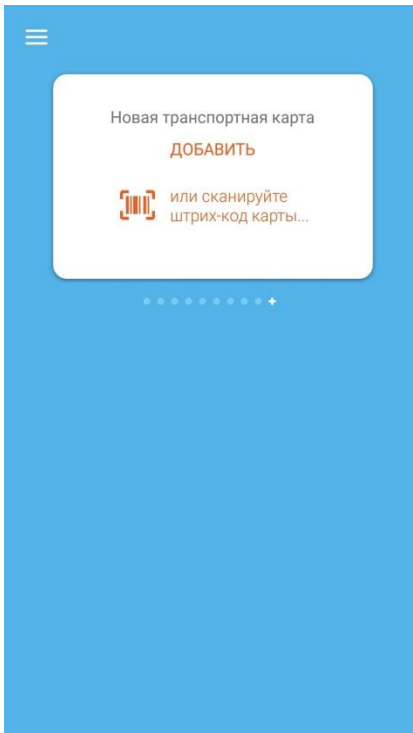 Новая транспортная карта
ДОБАВИТЬ
или сканируйте
штрих-код карты...